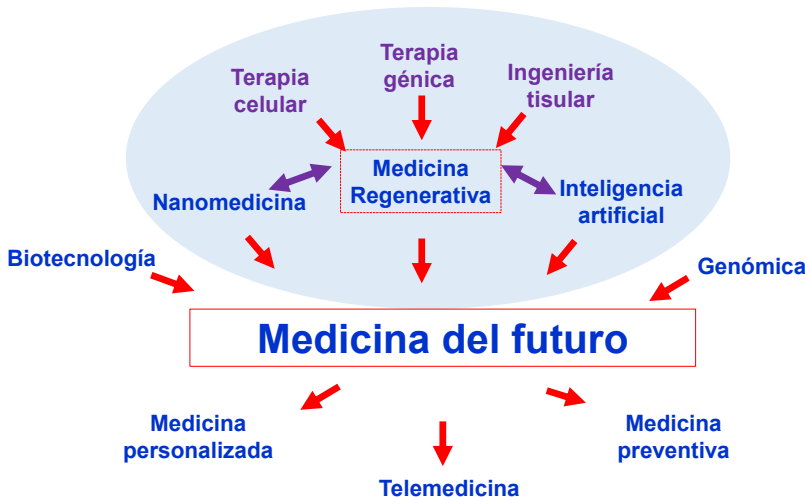 Terapia
celular
Terapia
génica
Ingeniería
tisular
Medicina
Regenerativa
Nanomedicina
Inteligencia
artificial
Biotecnología
Genómica
Medicina del futuro
Medicina
personalizada
Telemedicina
Medicina
preventiva